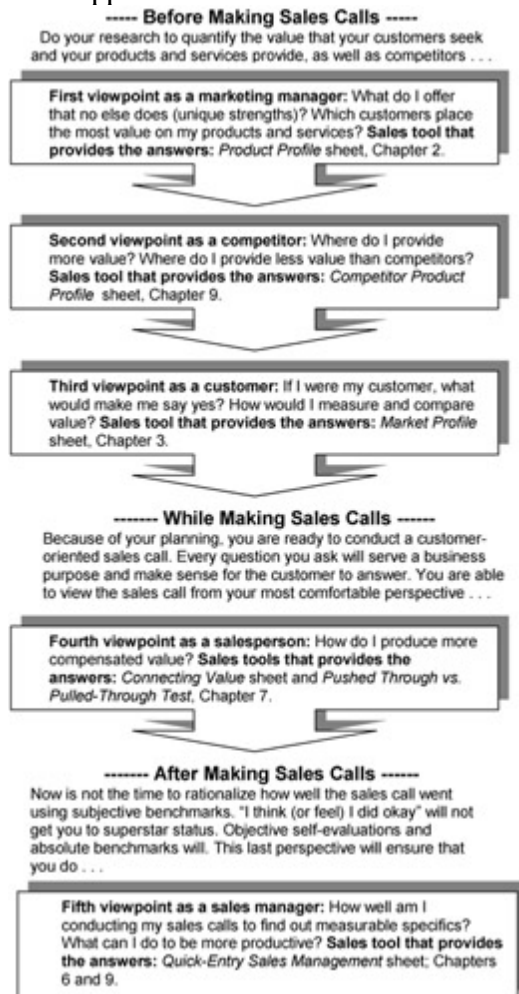 ----- Before Making Sales Calls -----
Do your research to quantify the value that your customers seek
and your products and services provide, as well as competitors . . .
First viewpoint as a marketing manager: What do I offer
that no else does (unique strengths)? Which customers place
the most value on my products and services? Sales tool that
provides the answers: Product Profile sheet, Chapter 2.
Second viewpoint as a competitor: Where do I provide
more value? Where do I provide less value than competitors?
Sales tool that provides the answers: Competitor Product
Profile sheet, Chapter 9.
Third viewpoint as a customer: If I were my customer, what
would make me say yes? How would I measure and compare
value? Sales tool that provides the answers: Market Profile
sheet, Chapter 3.
------- While Making Sales Calls ------
Because of your planning, you are ready to conduct a customer-
oriented sales call. Every question you ask will serve a business
purpose and make sense for the customer to answer. You are able
to view the sales call from your most comfortable perspective . . .
Fourth viewpoint as a salesperson: How do I produce more
compensated value? Sales tools that provides the
answers: Connecting Value sheet and Pushed Through vs.
Pulled-Through Test, Chapter 7.
------- After Making Sales Calls ------
Now is not the time to rationalize how well the sales call went
using subjective benchmarks. "I think (or feel) I did okay" will not
get you to superstar status. Objective self-evaluations and
absolute benchmarks will. This last perspective will ensure that
you do . . .
Fifth viewpoint as a sales manager: How well am I
conducting my sales calls to find out measurable specifics?
What can I do to be more productive? Sales tool that provides
the answers: Quick-Entry Sales Management sheet; Chapters
6 and 9.